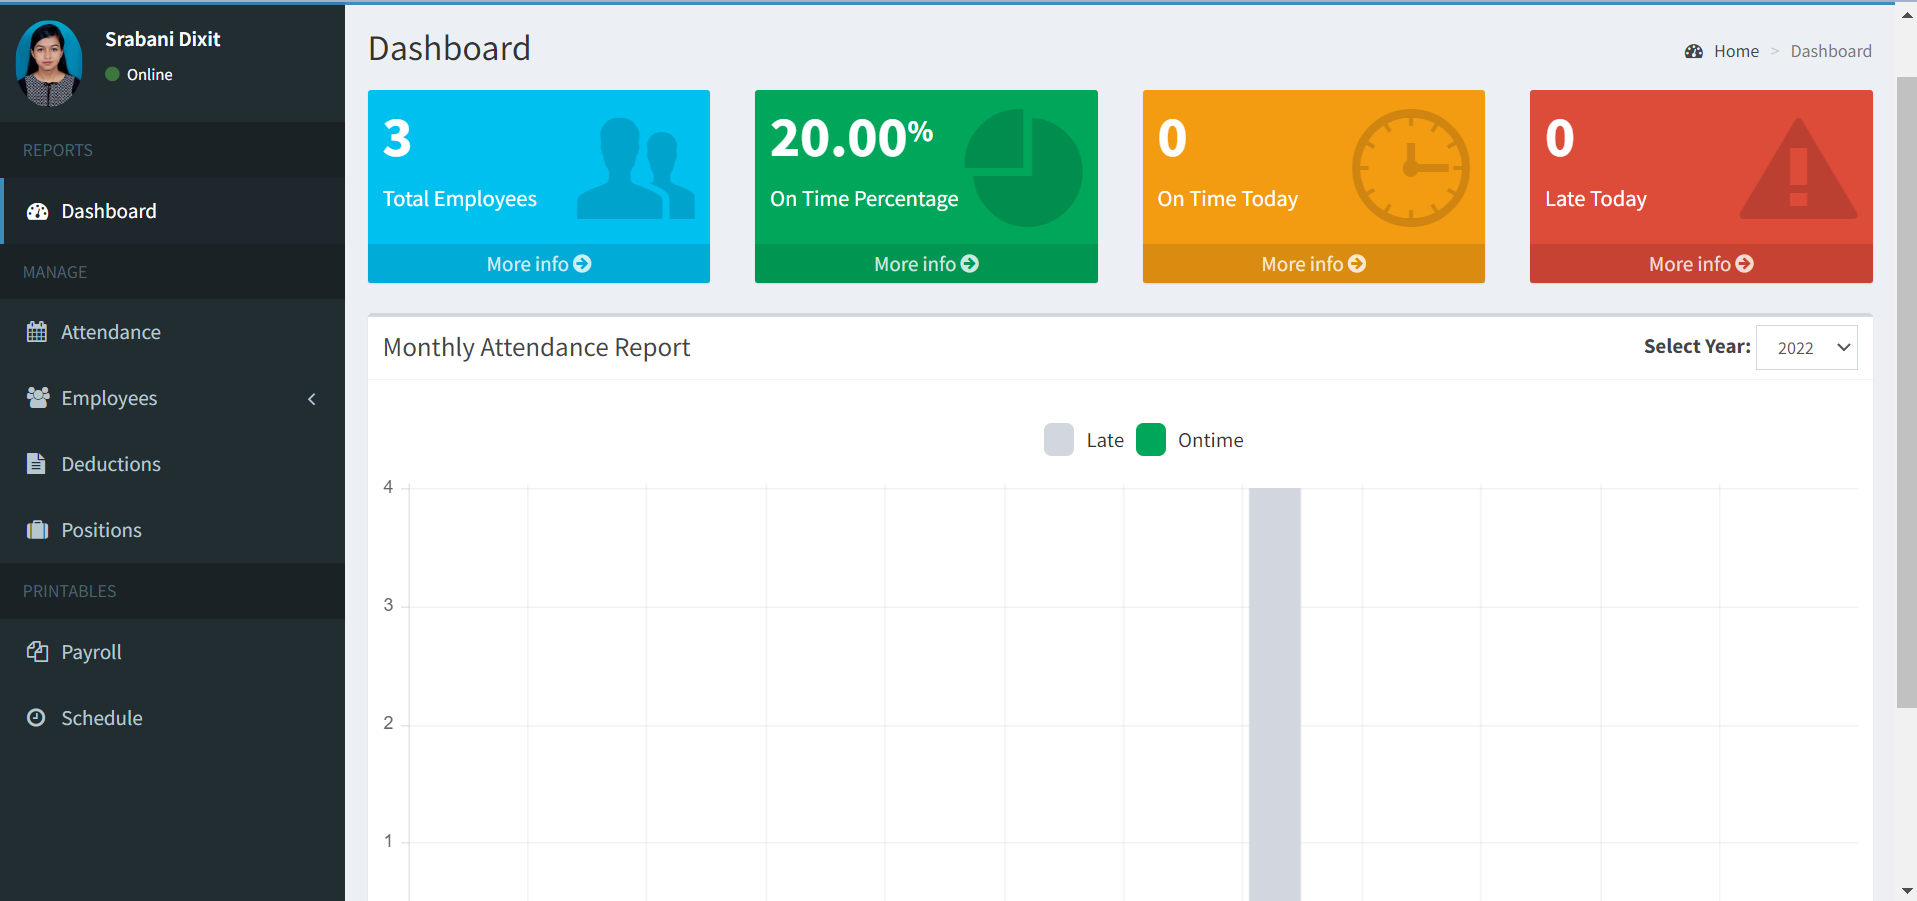 Srabani Dixit
Online
REPORTS
Dashboard
MANAGE
Attendance
Employees
Deductions
Positions
PRINTABLES
Payroll
Schedule
Dashboard
Home > Dashboard
3
Total Employees
More info
20.00%
On Time Percentage
More info
0
On Time Today
More info
0
Late Today
More info
Monthly Attendance Report
Select Year: 2022
Late Ontime
4
3
2
1